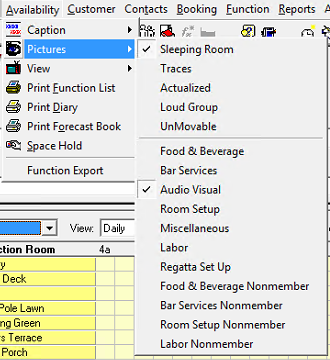 Availability Customer Contacts Booking Function Reports
Caption
Pictures
View
Print Function List
Print Diary
Print Forecast Book
Space Hold
Function Export
Sleeping Room
Traces
Actualized
Loud Group
UnMovable
Food & Beverage
Bar Services
Audio Visual
Room Setup
Miscellaneous
Labor
Regatta Set Up
Food & Beverage Nonmember
Bar Services Nonmember
Room Setup Nonmember
Labor Nonmember
View: Daily
ction Room 4a
Deck
Pole Lawn
ng Green
rs Terrace
Porch